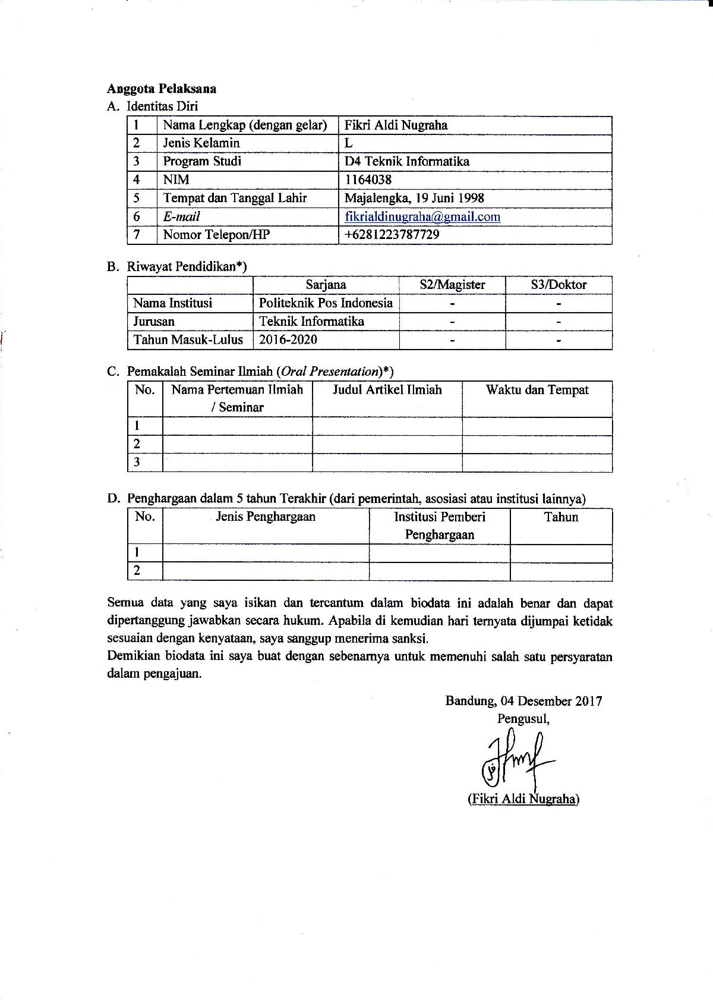 Anggota Pelaksana
A. Identitas Diri
1 Nama Lengkap (dengan gelar) Fikri Aldi Nugraha
2 Jenis Kelamin L
3 Program Studi D4 Teknik Informatika
4 NIM 1164038
5 Tempat dan Tanggal Lahir Majalengka, 19 Juni 1998
6 E-mail fikrialdinugraha@gmail.com
7 Nomor Telepon/HP +6281223787729
B. Riwayat Pendidikan*)
Sarjana S2/Magister S3/Doktor
Nama Institusi Politeknik Pos Indonesia - -
Jurusan Teknik Informatika - -
Tahun Masuk-Lulus 2016-2020 - -
C. Pemakalah Seminar Ilmiah (Oral Presentation)*)
No. Nama Pertemuan Ilmiah Judul Artikel Ilmiah Waktu dan Tempat
/ Seminar
1
2
3
D. Penghargaan dalam 5 tahun Terakhir (dari pemerintah, asosiasi atau institusi lainnya)
No. Jenis Penghargaan Institusi Pemberi Tahun
Penghargaan
1
2
Semua data yang saya isikan dan tercantum dalam biodata ini adalah benar dan dapat
dipertanggung jawabkan secara hukum. Apabila di kemudian hari ternyata dijumpai ketidak
sesuaian dengan kenyataan, saya sanggup menerima sanksi.
Demikian biodata ini saya buat dengan sebenarnya untuk memenuhi salah satu persyaratan
dalam pengajuan.
Bandung, 04 Desember 2017
Pengusul,
(Fikri Aldi Nugraha)